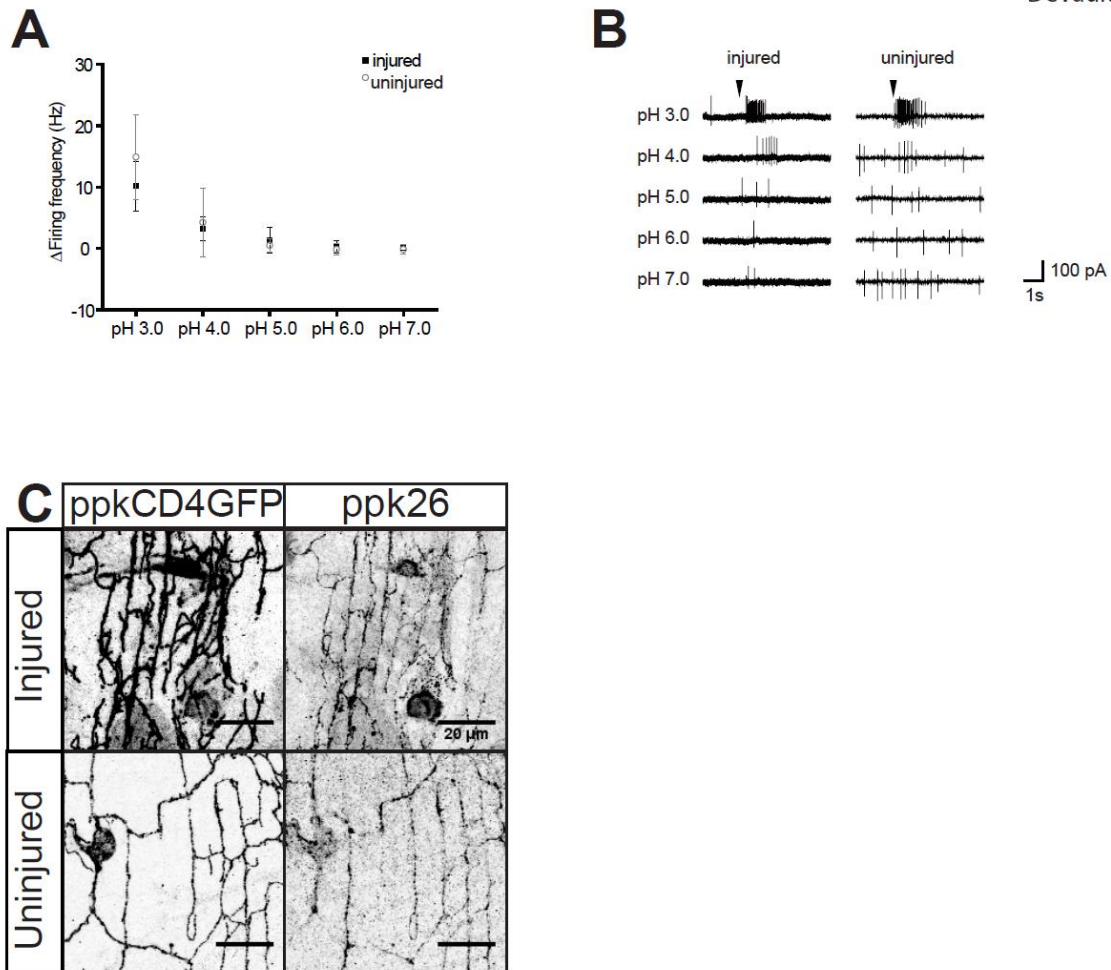 A
B
30
20
10
0
-10
ΔFiring frequency (Hz)
injured
uninjured
pH 3.0 pH 4.0 pH 5.0 pH 6.0 pH 7.0
injured uninjured
pH 3.0
pH 4.0
pH 5.0
pH 6.0
pH 7.0
100 pA
1s
C ppkCD4GFP ppk26
Injured
20 µm
Uninjured